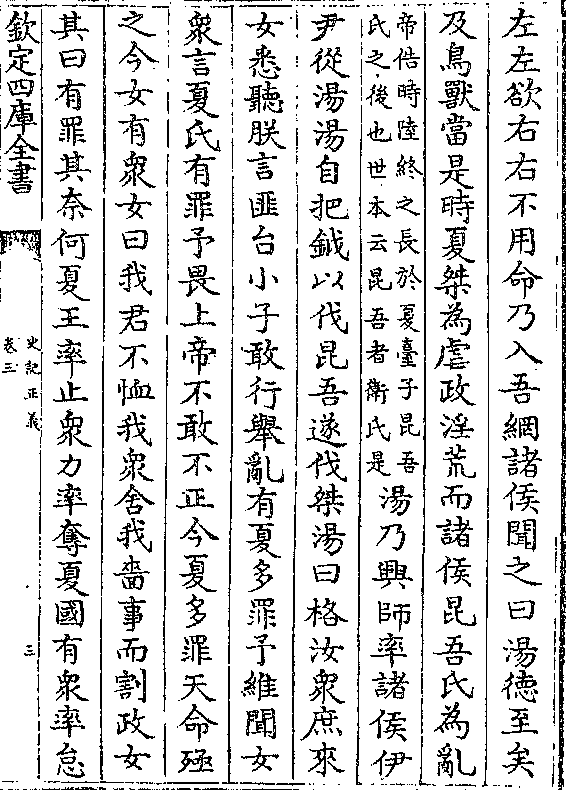 左左欲右右不用命乃入吾網諸侯聞之曰湯徳至矣
及鳥獸當是時夏桀為虐政淫荒而諸侯昆吾氏為亂
帝俈時陸終之長於夏臺子昆吾
氏之後也世本云昆吾者衛氏是
湯乃興師率諸侯伊
尹從湯湯自把鉞以伐昆吾遂伐桀湯曰格汝衆庶來
女悉聽朕言匪台小子敢行舉亂有夏多罪予維聞女
衆言夏氏有罪予畏上帝不敢不正今夏多罪天命殛
之今女有衆女曰我君不恤我衆舍我嗇事而割政女
其曰有罪其奈何夏王率止衆力率奪夏國有衆率怠
欽定四庫全書
史記正義
卷三
三